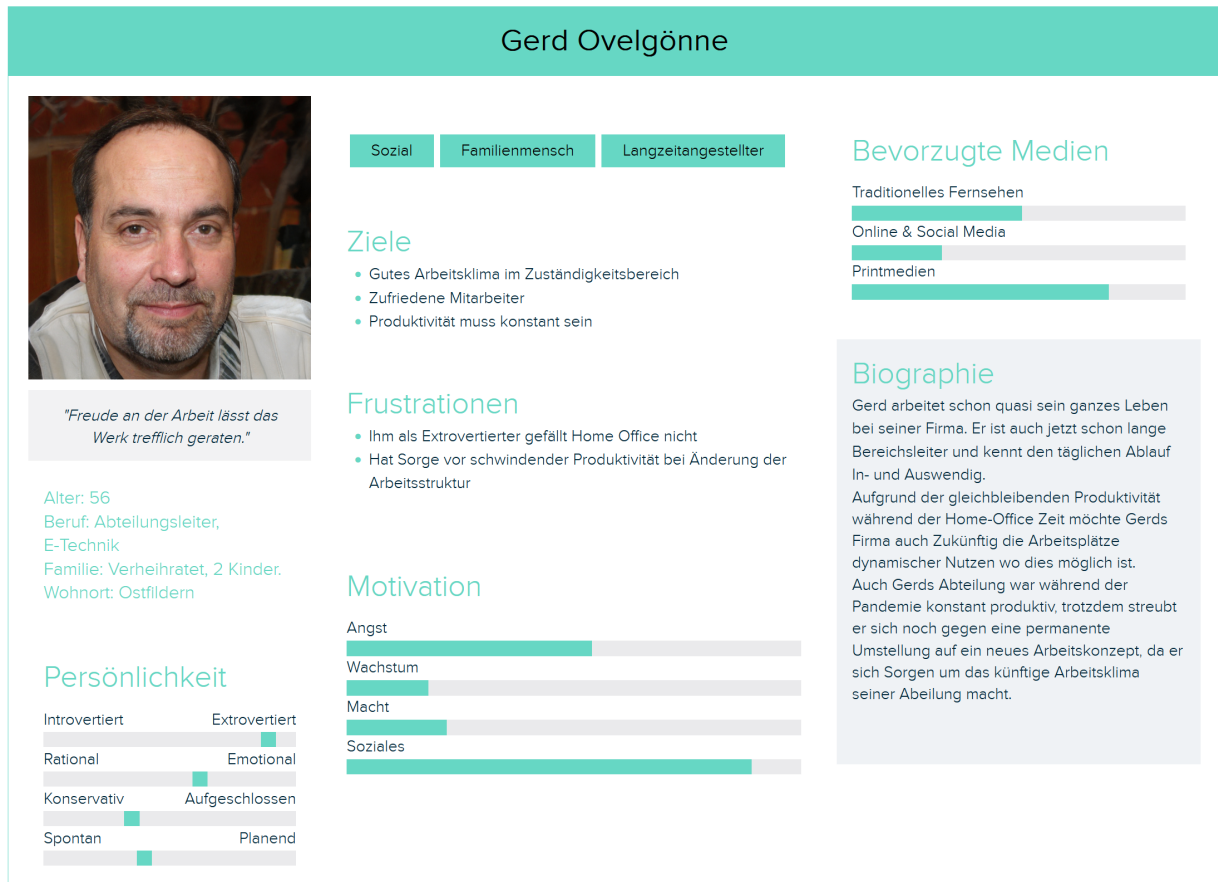 Gerd Ovelgönne
"Freude an der Arbeit lässt das
Werk trefflich geraten."
Alter: 56
Beruf: Abteilungsleiter,
E-Technik
Familie: Verheihratet, 2 Kinder.
Wohnort: Ostfildern
Persönlichkeit
Introvertiert Extrovertiert
Rational Emotional
Konservativ Aufgeschlossen
Spontan Planend
Sozial Familienmensch Langzeitangestellter
Ziele
Gutes Arbeitsklima im Zuständigkeitsbereich
Zufriedene Mitarbeiter
Produktivität muss konstant sein
Frustrationen
Ihm als Extrovertierter gefällt Home Office nicht
Hat Sorge vor schwindender Produktivität bei Änderung der
Arbeitsstruktur
Motivation
Angst
Wachstum
Macht
Soziales
Bevorzugte Medien
Traditionelles Fernsehen
Online & Social Media
Printmedien
Biographie
Gerd arbeitet schon quasi sein ganzes Leben
bei seiner Firma. Er ist auch jetzt schon lange
Bereichsleiter und kennt den täglichen Ablauf
In- und Auswendig.
Aufgrund der gleichbleibenden Produktivität
während der Home-Office Zeit möchte Gerds
Firma auch Zukünftig die Arbeitsplätze
dynamischer Nutzen wo dies möglich ist.
Auch Gerds Abteilung war während der
Pandemie konstant produktiv, trotzdem streubt
er sich noch gegen eine permanente
Umstellung auf ein neues Arbeitskonzept, da er
sich Sorgen um das künftige Arbeitsklima
seiner Abeilung macht.